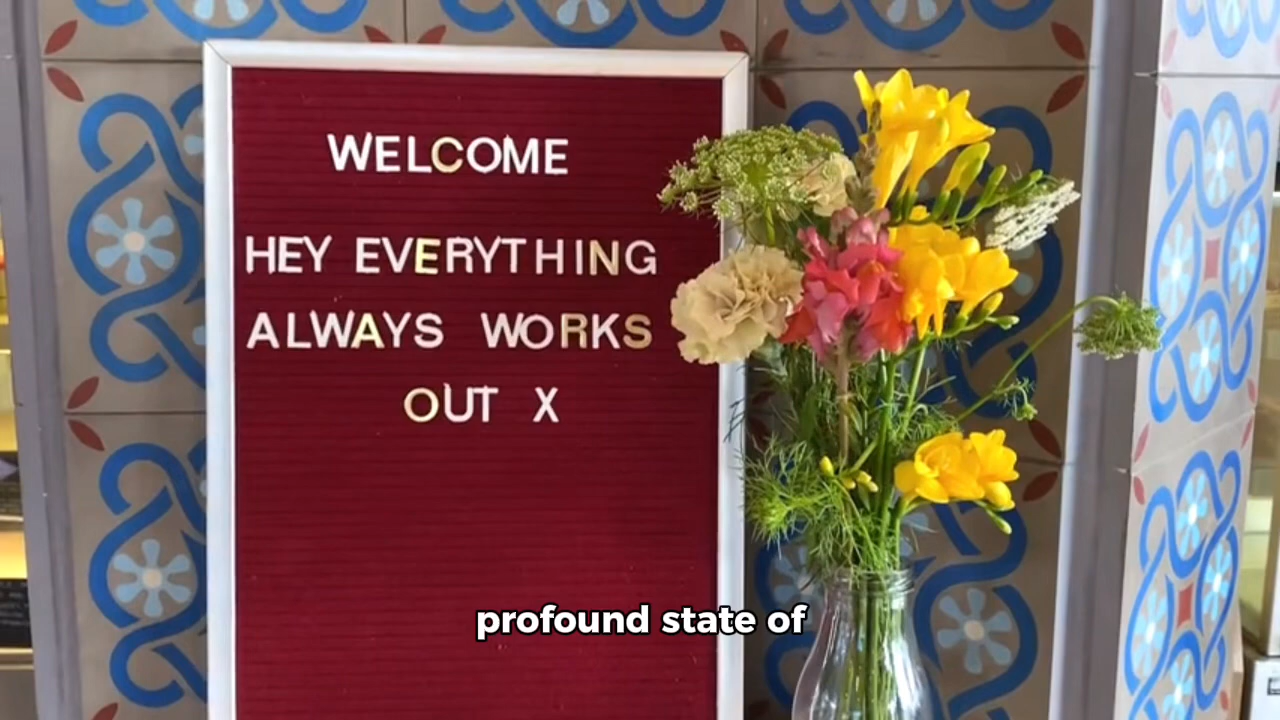 WELCOME
HEY EVERYTHING
ALWAYS WORKS
OUT X
profound state of